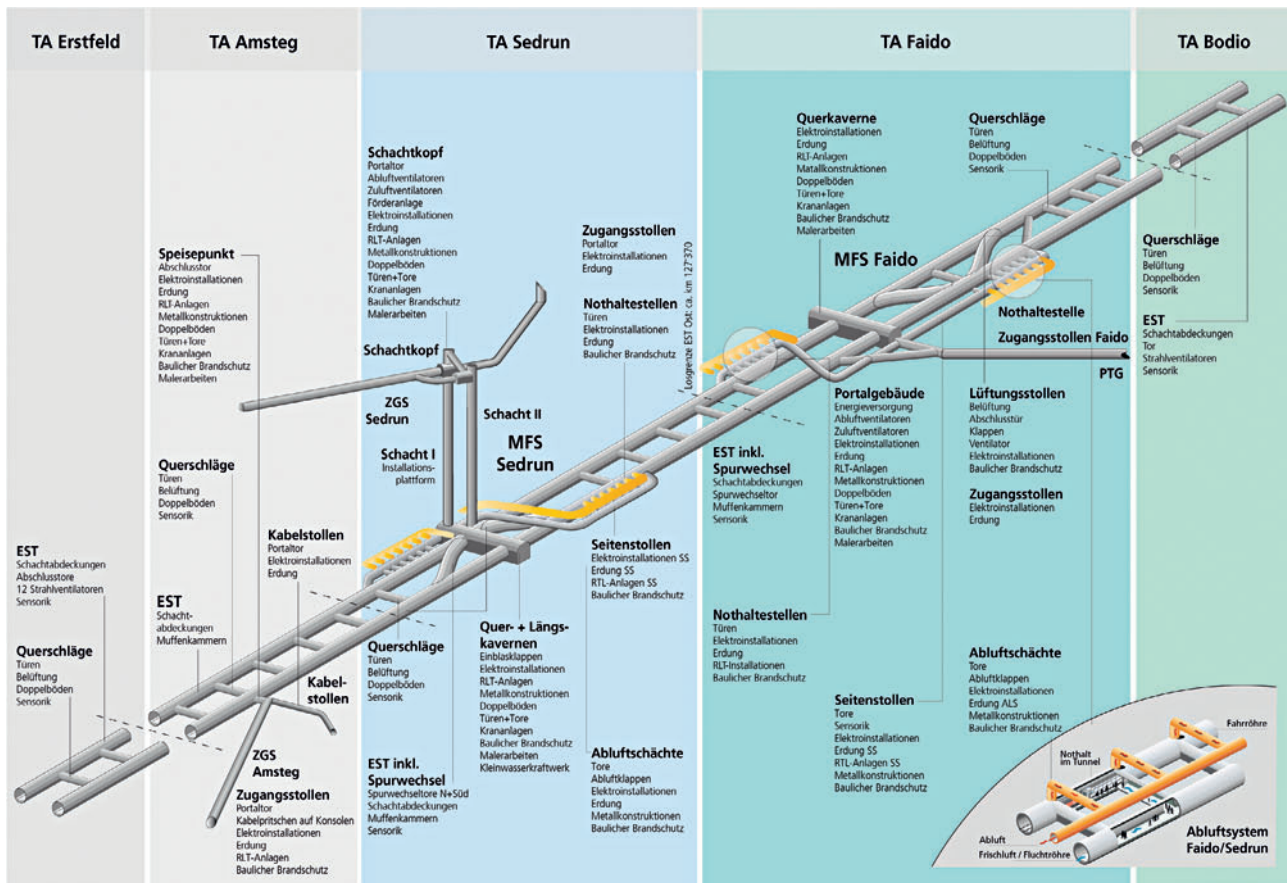 TA Erstfeld
TA Amsteg
TA Sedrun
TA Faido
TA Bodio
EST
Schachtabdeckungen
Abschlusstore
12 Strahlventilatoren
Sensorik
Querschläge
Türen
Belüftung
Doppelböden
Sensorik
Speisepunkt
Abschlusstor
Elektroinstallationen
Erdung
RLT-Anlagen
Metallkonstruktionen
Doppelböden
Türen+Tore
Krananlagen
Baulicher Brandschutz
Malerarbeiten
Querschläge
Türen
Belüftung
Doppelböden
Sensorik
Kabelstollen
Portaltor
Elektroinstallationen
Erdung
EST
Schacht-
abdeckungen
Muffenkammern
Kabel-
stollen
ZGS
Amsteg
Zugangsstollen
Portaltor
Kabelpritschen auf Konsolen
Elektroinstallationen
Erdung
RLT-Anlagen
Baulicher Brandschutz
Schachtkopf
Portaltor
Abluftventilatoren
Zuluftventilatoren
Förderanlage
Elektroinstallationen
Erdung
RLT-Anlagen
Metallkonstruktionen
Doppelböden
Türen+Tore
Krananlagen
Baulicher Brandschutz
Malerarbeiten
Schachtkopf
ZGS
Sedrun
Schacht II
Schacht I
Installations-
plattform
MFS
Sedrun
Zugangsstollen
Portaltor
Elektroinstallationen
Erdung
Nothaltestellen
Türen
Elektroinstallationen
Erdung
Baulicher Brandschutz
Losgrenze EST Ost: ca. km 127'370
Seitenstollen
Elektroinstallationen SS
Erdung SS
RTL-Anlagen SS
Baulicher Brandschutz
Querschläge
Türen
Belüftung
Doppelböden
Sensorik
Quer- + Längs-
kavernen
Einblasklappen
Elektroinstallationen
RLT-Anlagen
Metallkonstruktionen
Doppelböden
Türen+Tore
Krananlagen
Baulicher Brandschutz
Malerarbeiten
Kleinwasserkraftwerk
EST inkl.
Spurwechsel
Spurwechseltore N+Süd
Schachtabdeckungen
Muffenkammern
Sensorik
Abluftschächte
Tore
Abluftklappen
Elektroinstallationen
Erdung
Metallkonstruktionen
Baulicher Brandschutz
Querkaverne
Elektroinstallationen
Erdung
RLT-Anlagen
Matallkonstruktionen
Doppelböden
Türen+Tore
Krananlagen
Baulicher Brandschutz
Malerarbeiten
Querschläge
Türen
Belüftung
Doppelböden
Sensorik
MFS Faido
Nothaltestelle
Zugangsstollen Faido
PTG
EST inkl.
Spurwechsel
Schachtabdeckungen
Spurwechseltor
Muffenkammern
Sensorik
Portalgebäude
Energieversorgung
Abluftventilatoren
Zuluftventilatoren
Elektroinstallationen
Erdung
RLT-Anlagen
Metallkonstruktionen
Doppelböden
Türen+Tore
Krananlagen
Baulicher Brandschutz
Malerarbeiten
Lüftungsstollen
Belüftung
Abschlusstür
Klappen
Ventilator
Elektroinstallationen
Baulicher Brandschutz
Zugangsstollen
Elektroinstallationen
Erdung
Nothaltestellen
Türen
Elektroinstallationen
Erdung
RLT-Installationen
Baulicher Brandschutz
Seitenstollen
Tore
Sensorik
Elektroinstallationen
Erdung SS
RTL-Anlagen SS
Metallkonstruktionen
Baulicher Brandschutz
Abluftschächte
Tore
Abluftklappen
Elektroinstallationen
Erdung ALS
Metallkonstruktionen
Baulicher Brandschutz
Querschläge
Türen
Belüftung
Doppelböden
Sensorik
EST
Schachtabdeckungen
Tor
Strahlventilatoren
Sensorik
Fahrröhre
Nothalt
im Tunnel
Abluft
Frischluft / Fluchtröhre
Abluftsystem
Faido/Sedrun